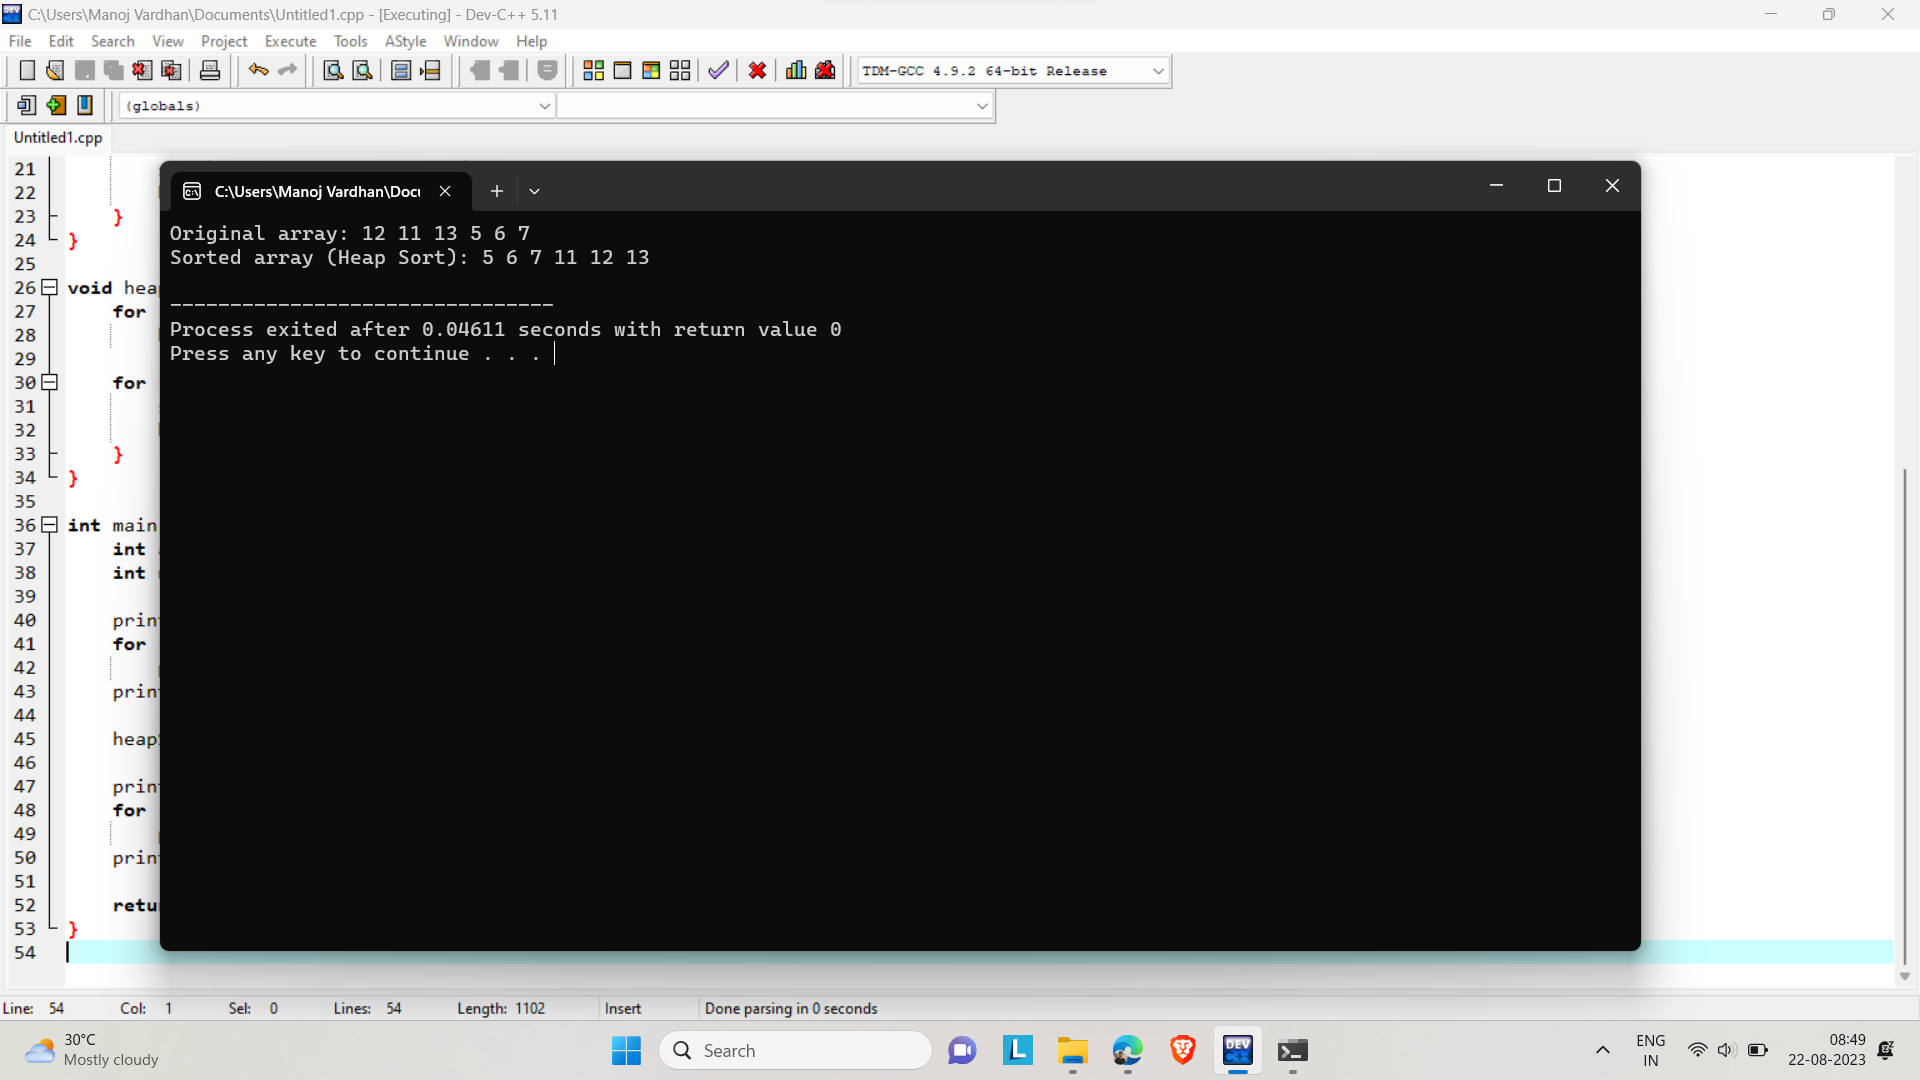 C:\Users\Manoj Vardhan\Documents\Untitled1.cpp - [Executing] - Dev-C++ 5.11
File Edit Search View Project Execute Tools AStyle Window Help
TDM-GCC 4.9.2 64-bit Release
(globals)
Untitled1.cpp
C:\Users\Manoj Vardhan\Docu
Original array: 12 11 13 5 6 7
Sorted array (Heap Sort): 5 6 7 11 12 13
--------------------------------
Process exited after 0.04611 seconds with return value 0
Press any key to continue . . .
21
22
23 }
24 }
25
26 void heap
27 for
28
29
30 for
31
32
33 }
34 }
35
36 int main
37 int
38 int
39
40 prin
41 for
42
43 prin
44
45 heap
46
47 prin
48 for
49
50 prin
51
52 retu
53 }
54
Line: 54 Col: 1 Sel: 0 Lines: 54 Length: 1102 Insert Done parsing in 0 seconds
30°C
Mostly cloudy
Search
L
DEV
C++
ENG
IN
08:49
22-08-2023